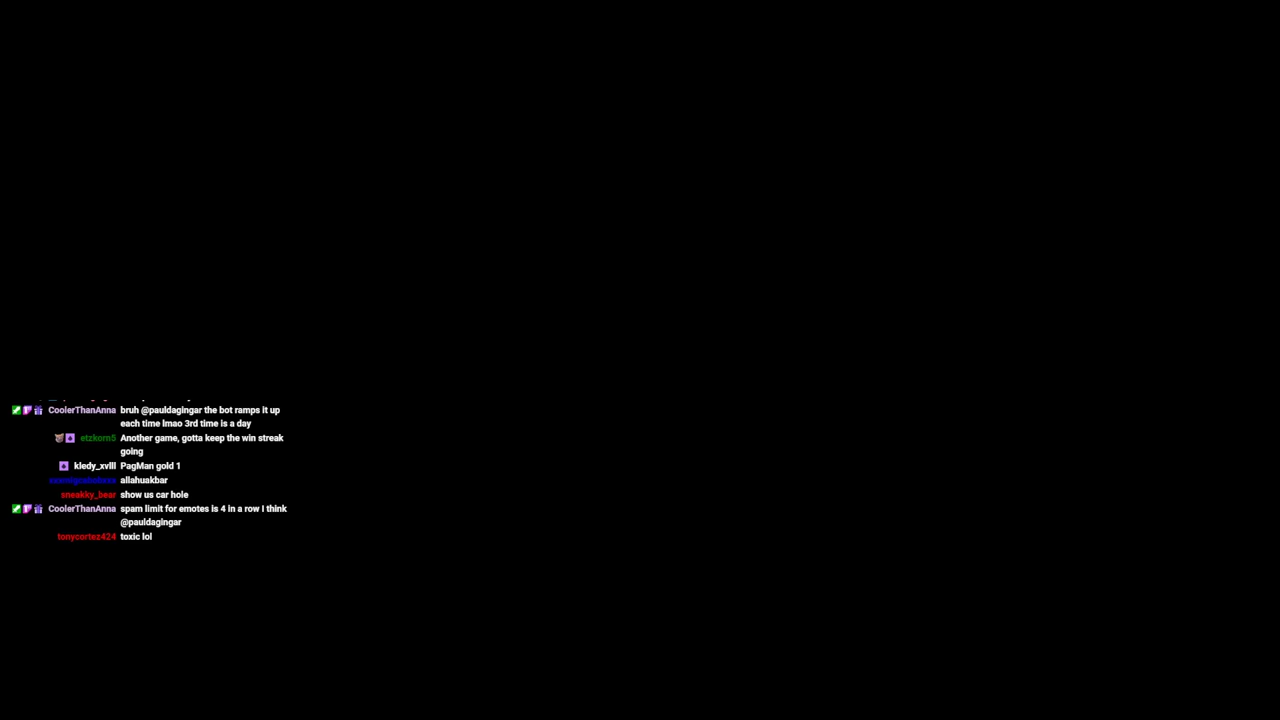 CoolerThanAnna bruh @pauldagingar the bot ramps it up
each time lmao 3rd time is a day
etzkorn5 Another game, gotta keep the win streak
going
kledy_xvlll PagMan gold 1
allahuakbar
sneakky_bear show us car hole
CoolerThanAnna spam limit for emotes is 4 in a row I think
@pauldagingar
tonycortez424 toxic lol